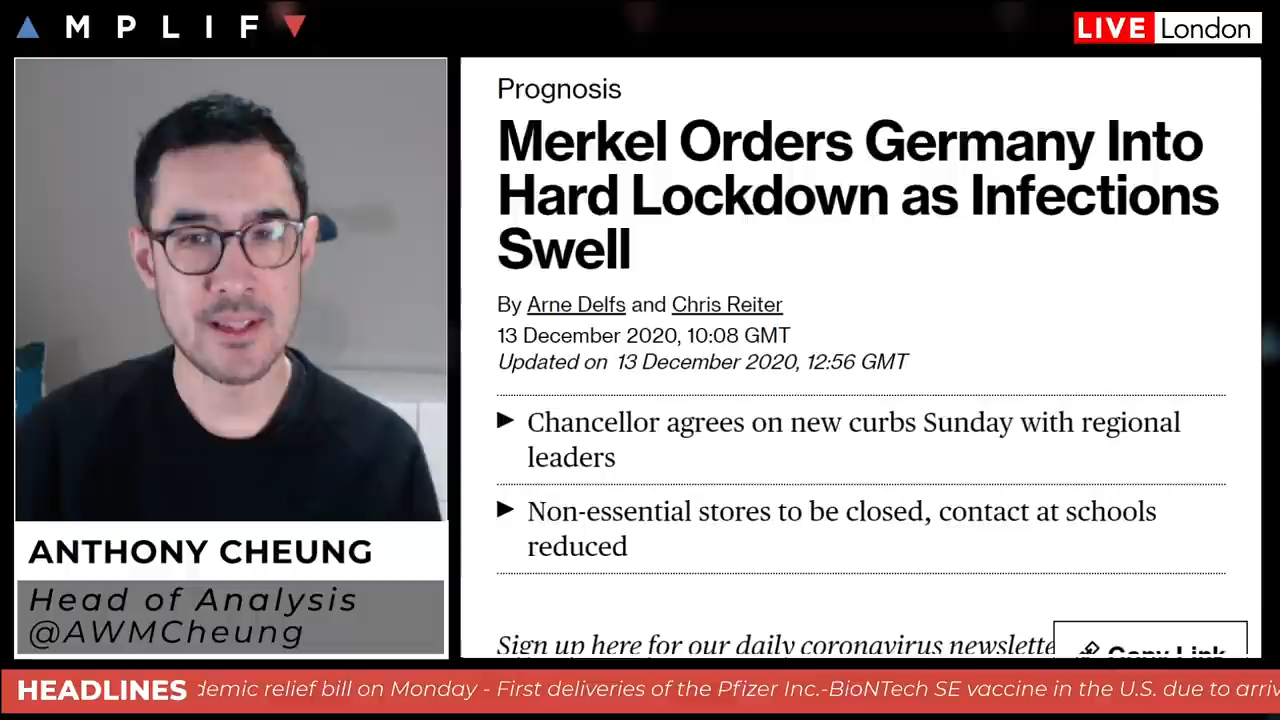 MPLIF
LIVE London
Prognosis
Merkel Orders Germany Into
Hard Lockdown as Infections
Swell
By Arne Delfs and Chris Reiter
13 December 2020, 10:08 GMT
Updated on 13 December 2020, 12:56 GMT
Chancellor agrees on new curbs Sunday with regional
leaders
Non-essential stores to be closed, contact at schools
reduced
Sign up here for our daily coronavirus newslette
Copy Link
ANTHONY CHEUNG
Head of Analysis
@AWMCheung
HEADLINES demic relief bill on Monday - First deliveries of the Pfizer Inc.-BioNTech SE vaccine in the U.S. due to arriv